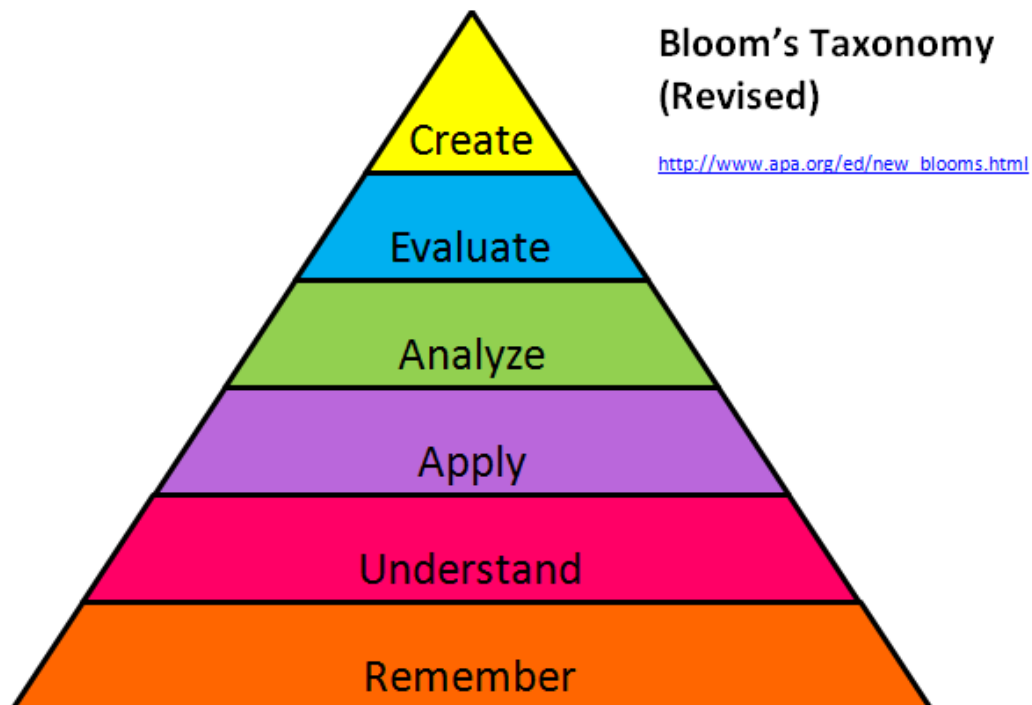 Bloom’s Taxonomy
(Revised)
http://www.apa.org/ed/new_blooms.html
Create
Evaluate
Analyze
Apply
Understand
Remember